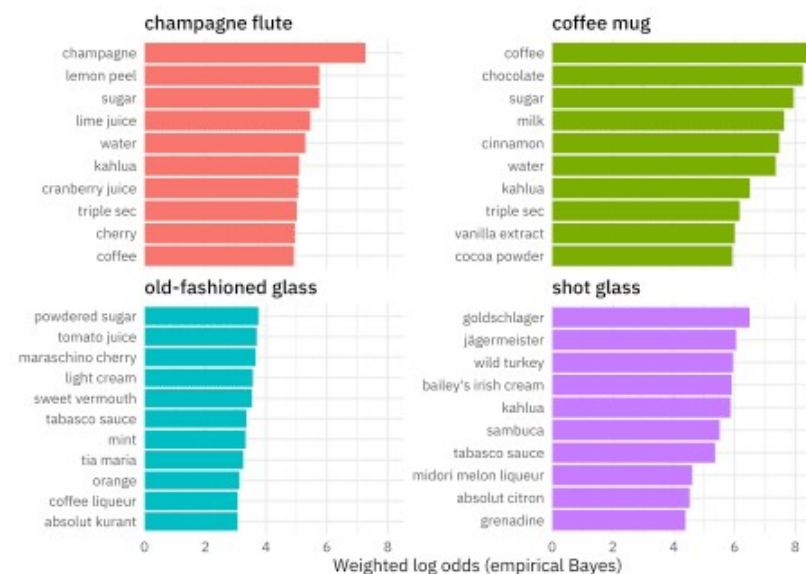 champagne flute
champagne
lemon peel
sugar
lime juice
water
kahlua
cranberry juice
triple sec
cherry
coffee
coffee mug
coffee
chocolate
sugar
milk
cinnamon
water
kahlua
triple sec
vanilla extract
cocoa powder
old-fashioned glass
powdered sugar
tomato juice
maraschino cherry
light cream
sweet vermouth
tabasco sauce
mint
tia maria
orange
coffee liqueur
absolut kurant
0 2 4 6 8
shot glass
goldschlager
jägermeister
wild turkey
bailey's irish cream
kahlua
sambuca
tabasco sauce
midori melon liqueur
absolut citron
grenadine
0 2 4 6 8
Weighted log odds (empirical Bayes)